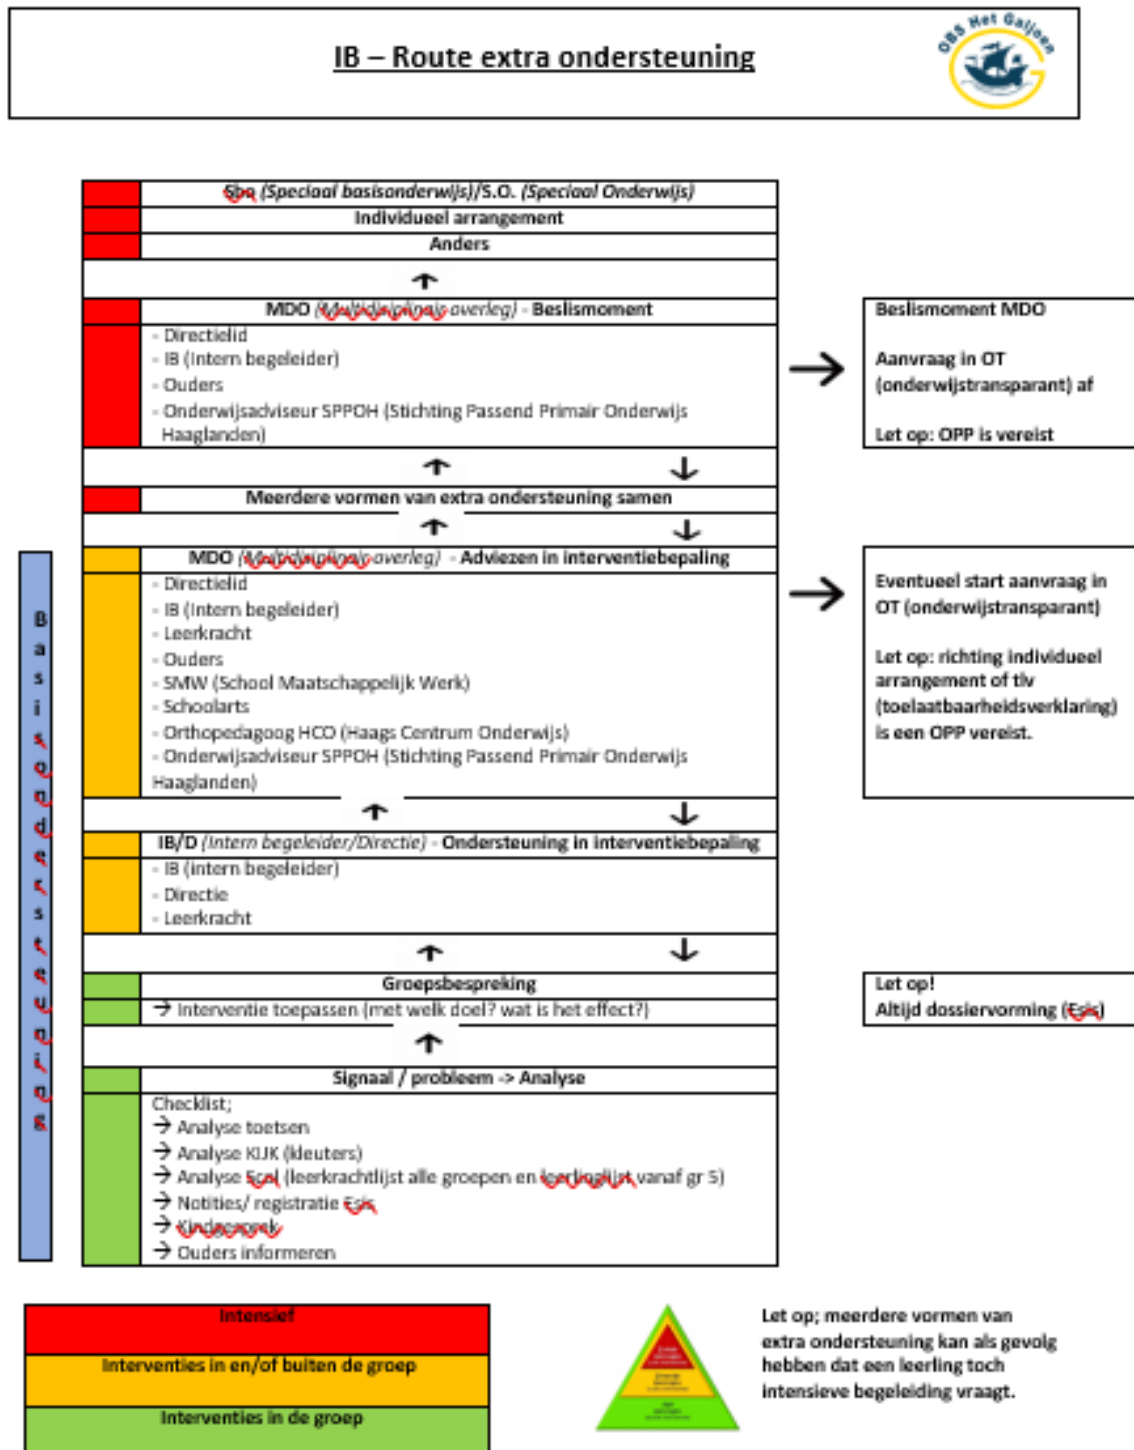 IB – Route extra ondersteuning
OBS Het Galjoen
Sbo (Speciaal basisonderwijs)/S.O. (Speciaal Onderwijs)
Individueel arrangement
Anders
MDO (Multidisiplinair overleg) - Beslismoment
- Directielid
- IB (Intern begeleider)
- Ouders
- Onderwijsadviseur SPPOH (Stichting Passend Primair Onderwijs
Haaglanden)
Beslismoment MDO
Aanvraag in OT
(onderwijstransparant) af
Let op: OPP is vereist
Meerdere vormen van extra ondersteuning samen
MDO (Multidisiplinair overleg) - Adviezen in interventiebepaling
- Directielid
- IB (Intern begeleider)
- Leerkracht
- Ouders
- SMW (School Maatschappelijk Werk)
- Schoolarts
- Orthopedagoog HCO (Haags Centrum Onderwijs)
- Onderwijsadviseur SPPOH (Stichting Passend Primair Onderwijs
Haaglanden)
Eventueel start aanvraag in
OT (onderwijstransparant)
Let op: richting individueel
arrangement of tlv
(toelaatbaarheidsverklaring)
is een OPP vereist.
Basisondersteuning
IB/D (Intern begeleider/Directie) - Ondersteuning in interventiebepaling
- IB (intern begeleider)
- Directie
- Leerkracht
Groepsbespreking
→ Interventie toepassen (met welk doel? wat is het effect?)
Let op!
Altijd dossiervorming (Esis)
Signaal / probleem -> Analyse
Checklist;
→ Analyse toetsen
→ Analyse KIJK (kleuters)
→ Analyse Scol (leerkrachtlijst alle groepen en leerlinglijst vanaf gr 5)
→ Notities/ registratie Esis
→ Kindgesprek
→ Ouders informeren
Intensief
Interventies in en/of buiten de groep
Interventies in de groep
Let op; meerdere vormen van
extra ondersteuning kan als gevolg
hebben dat een leerling toch
intensieve begeleiding vraagt.